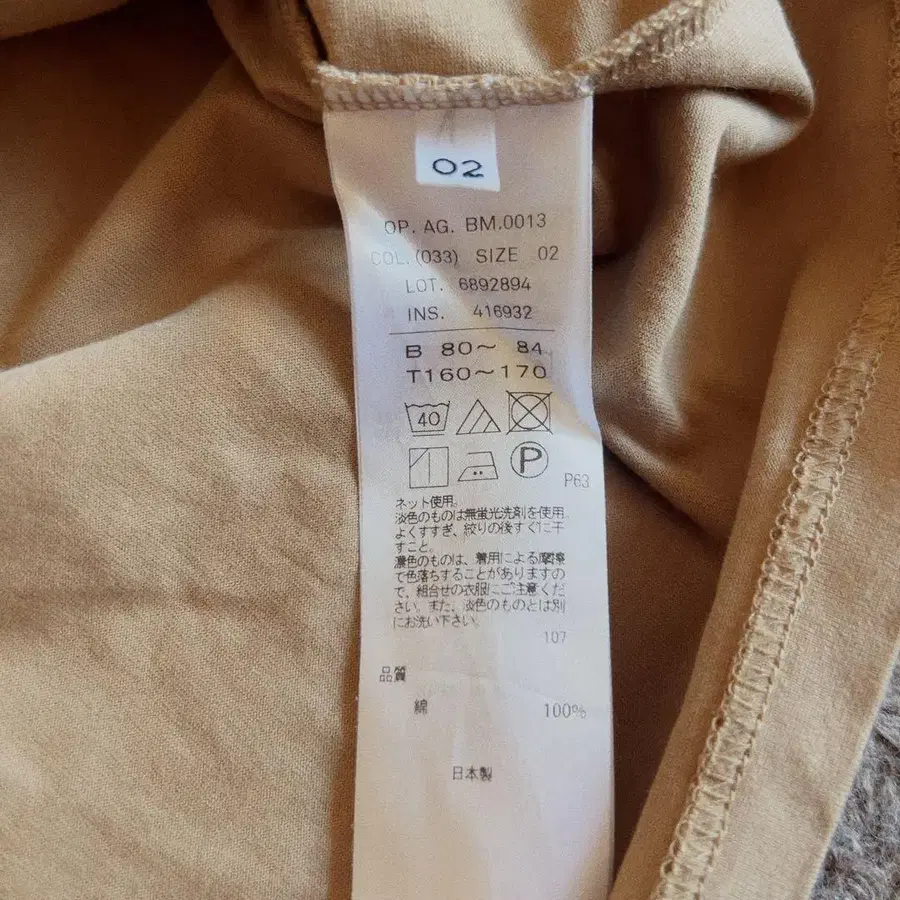 02
OP. AG. BM.0013
COL.(033) SIZE 02
LOT. 6892894
INS. 416932
B 80〜 84
T160〜170
40
P
P63
ネット使用。
淡色のものは無蛍光洗剤を使用。
よくすすぎ、絞りの後すぐに干
すこと。
濃色のものは、着用による摩擦
で色落ちすることがありますの
で、組合せの衣服にご注意くだ
さい。また、淡色のものとは別
にお洗い下さい。
107
品質
綿 100%
日本製